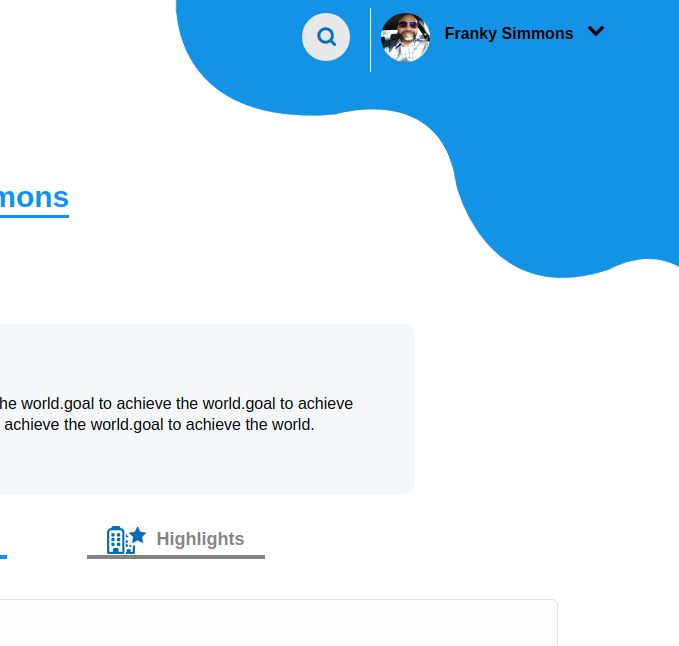 Franky Simmons
mons
he world.goal to achieve the world.goal to achieve
achieve the world.goal to achieve the world.
Highlights